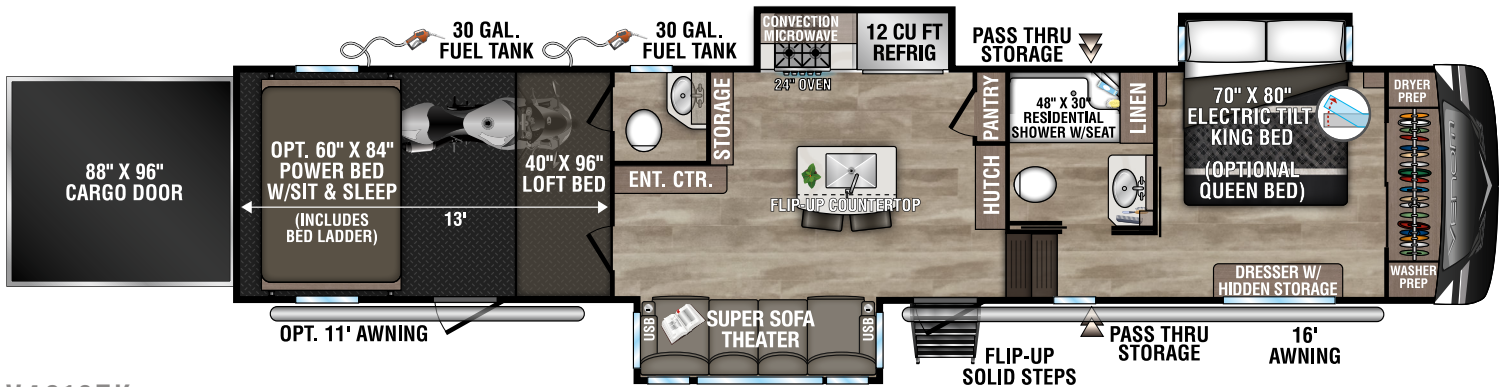 30 GAL.
FUEL TANK
30 GAL.
FUEL TANK
CONVECTION
MICROWAVE
24" OVEN
12 CU FT
REFRIG
PASS THRU
STORAGE
88" X 96"
CARGO DOOR
OPT. 60" X 84"
POWER BED
W/SIT & SLEEP
(INCLUDES
BED LADDER)
13'
40" X 96"
LOFT BED
STORAGE
ENT. CTR.
FLIP-UP COUNTERTOP
PANTRY
HUTCH
48" X 30"
RESIDENTIAL
SHOWER W/SEAT
LINEN
70" X 80"
ELECTRIC TILT
KING BED
(OPTIONAL
QUEEN BED)
DRYER
PREP
WASHER
PREP
VENOM
DRESSER W/
HIDDEN STORAGE
OPT. 11' AWNING
USB
SUPER SOFA
THEATER
USB
FLIP-UP
SOLID STEPS
PASS THRU
STORAGE
16'
AWNING